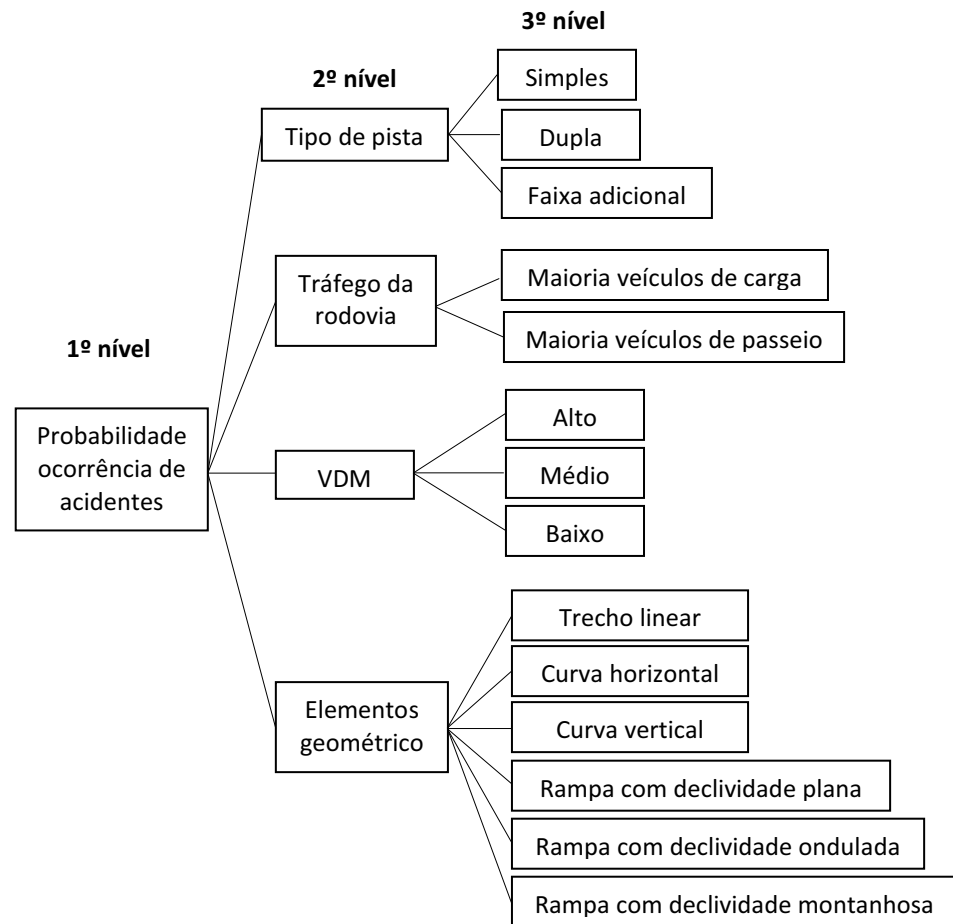 3º nível
2º nível
Simples
Tipo de pista
Dupla
Faixa adicional
Tráfego da
rodovia
Maioria veículos de carga
Maioria veículos de passeio
1º nível
Probabilidade
ocorrência de
acidentes
VDM
Alto
Médio
Baixo
Elementos
geométrico
Trecho linear
Curva horizontal
Curva vertical
Rampa com declividade plana
Rampa com declividade ondulada
Rampa com declividade montanhosa